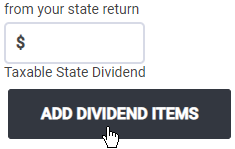 from your state return
$
Taxable State Dividend
ADD DIVIDEND ITEMS